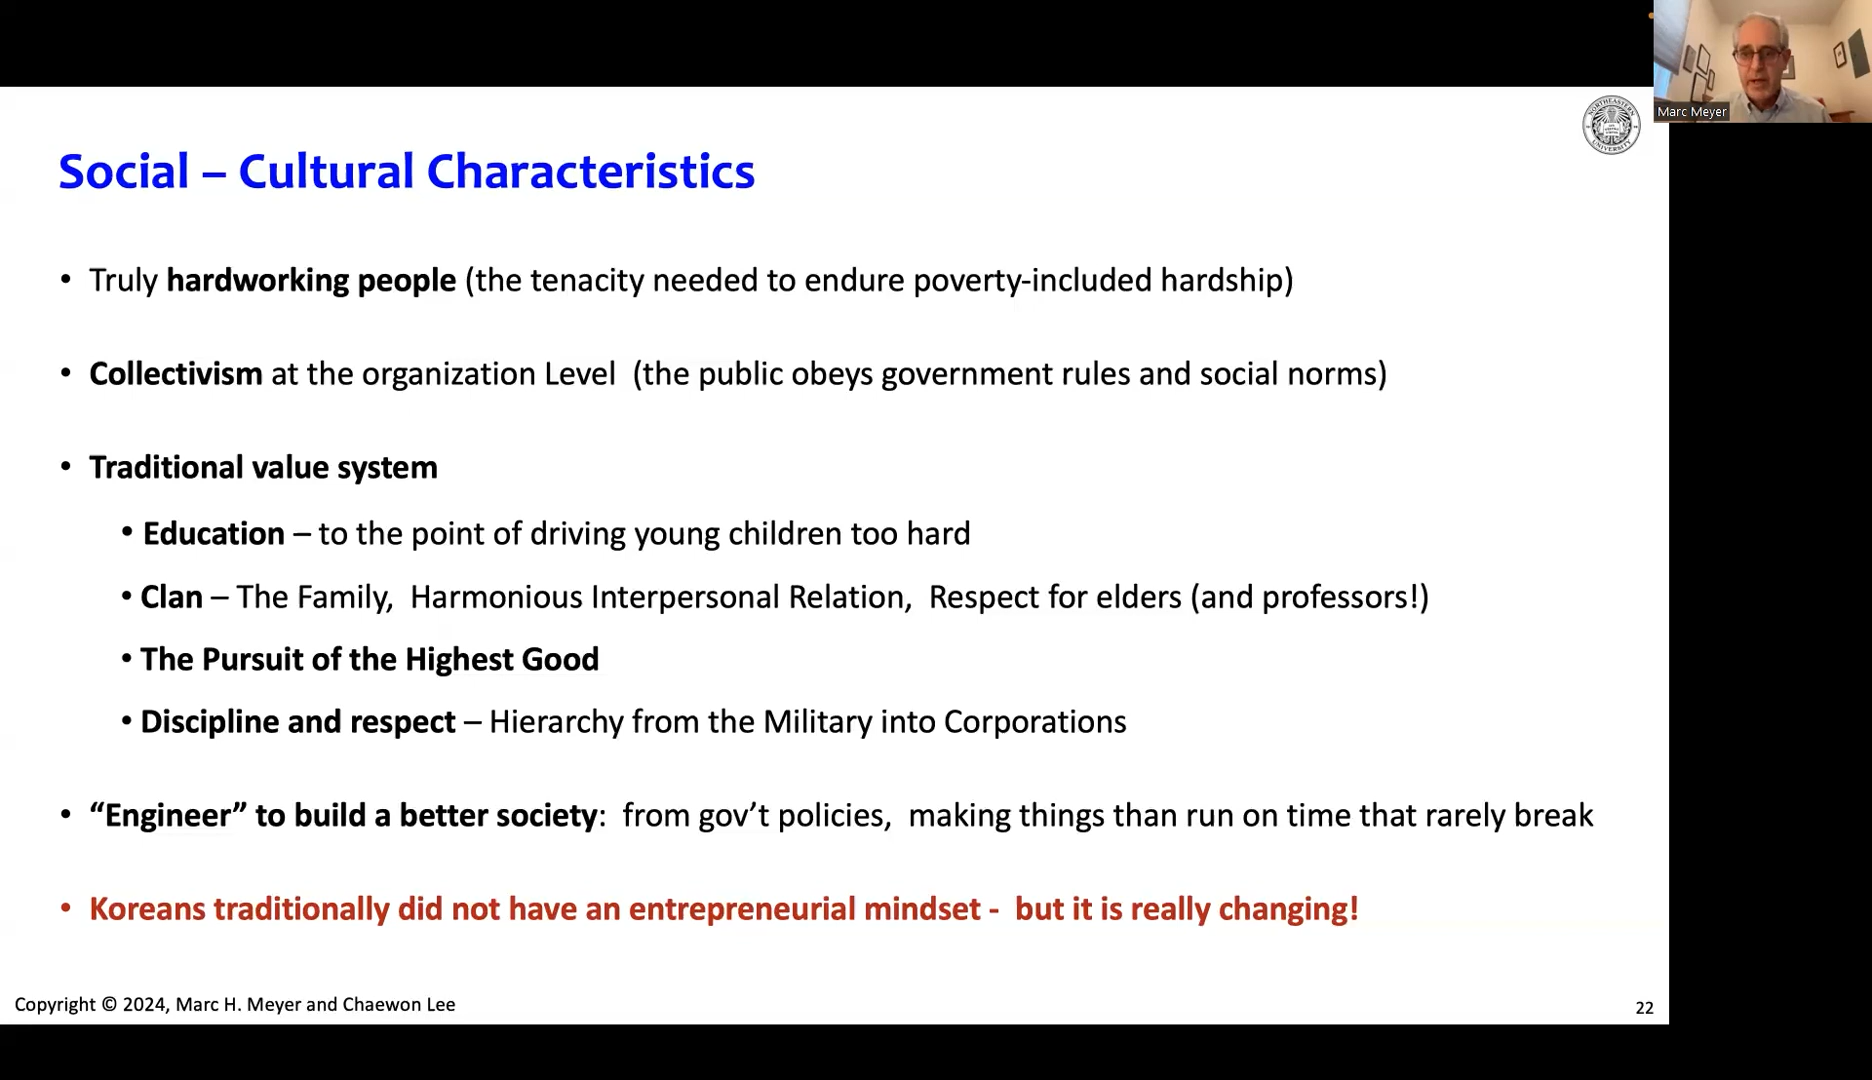 Marc Meyer
NORTHEASTERN
UNIVERSITY
Social – Cultural Characteristics
• Truly hardworking people (the tenacity needed to endure poverty-included hardship)
• Collectivism at the organization Level (the public obeys government rules and social norms)
• Traditional value system
• Education – to the point of driving young children too hard
• Clan – The Family, Harmonious Interpersonal Relation, Respect for elders (and professors!)
• The Pursuit of the Highest Good
• Discipline and respect – Hierarchy from the Military into Corporations
• “Engineer” to build a better society: from gov’t policies, making things than run on time that rarely break
• Koreans traditionally did not have an entrepreneurial mindset - but it is really changing!
Copyright © 2024, Marc H. Meyer and Chaewon Lee
22